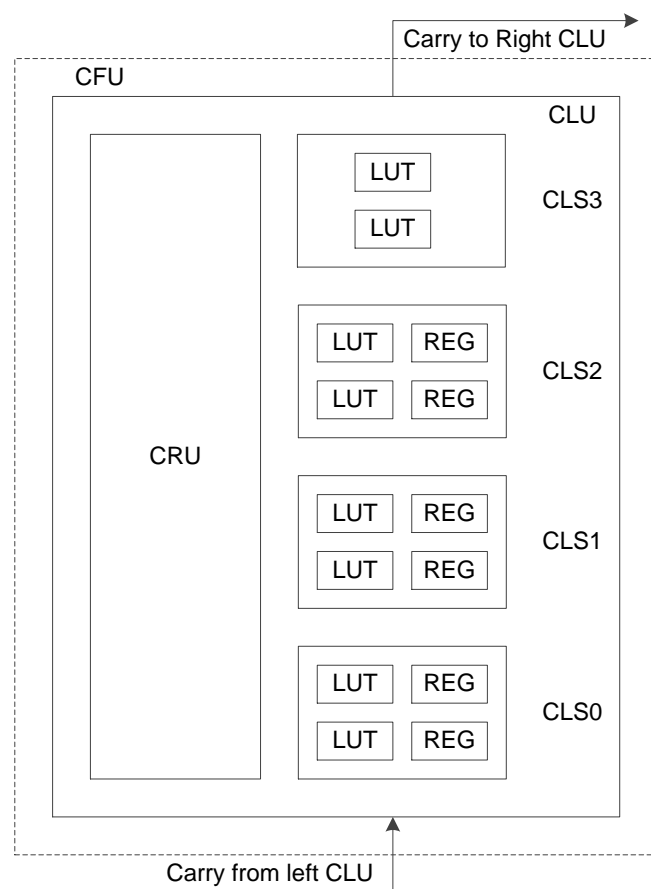 Carry to Right CLU
CFU
CLU
LUT
LUT
CLS3
LUT REG
LUT REG
CLS2
CRU
LUT REG
LUT REG
CLS1
LUT REG
LUT REG
CLS0
Carry from left CLU